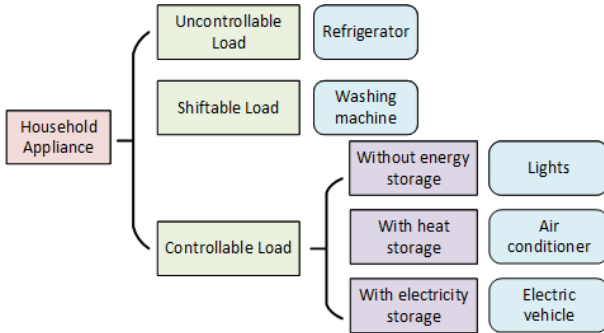 Uncontrollable
Load
Refrigerator
Shiftable Load
Washing
machine
Household
Appliance
Without energy
storage
Lights
Controllable Load
With heat
storage
Air
conditioner
With electricity
storage
Electric
vehicle